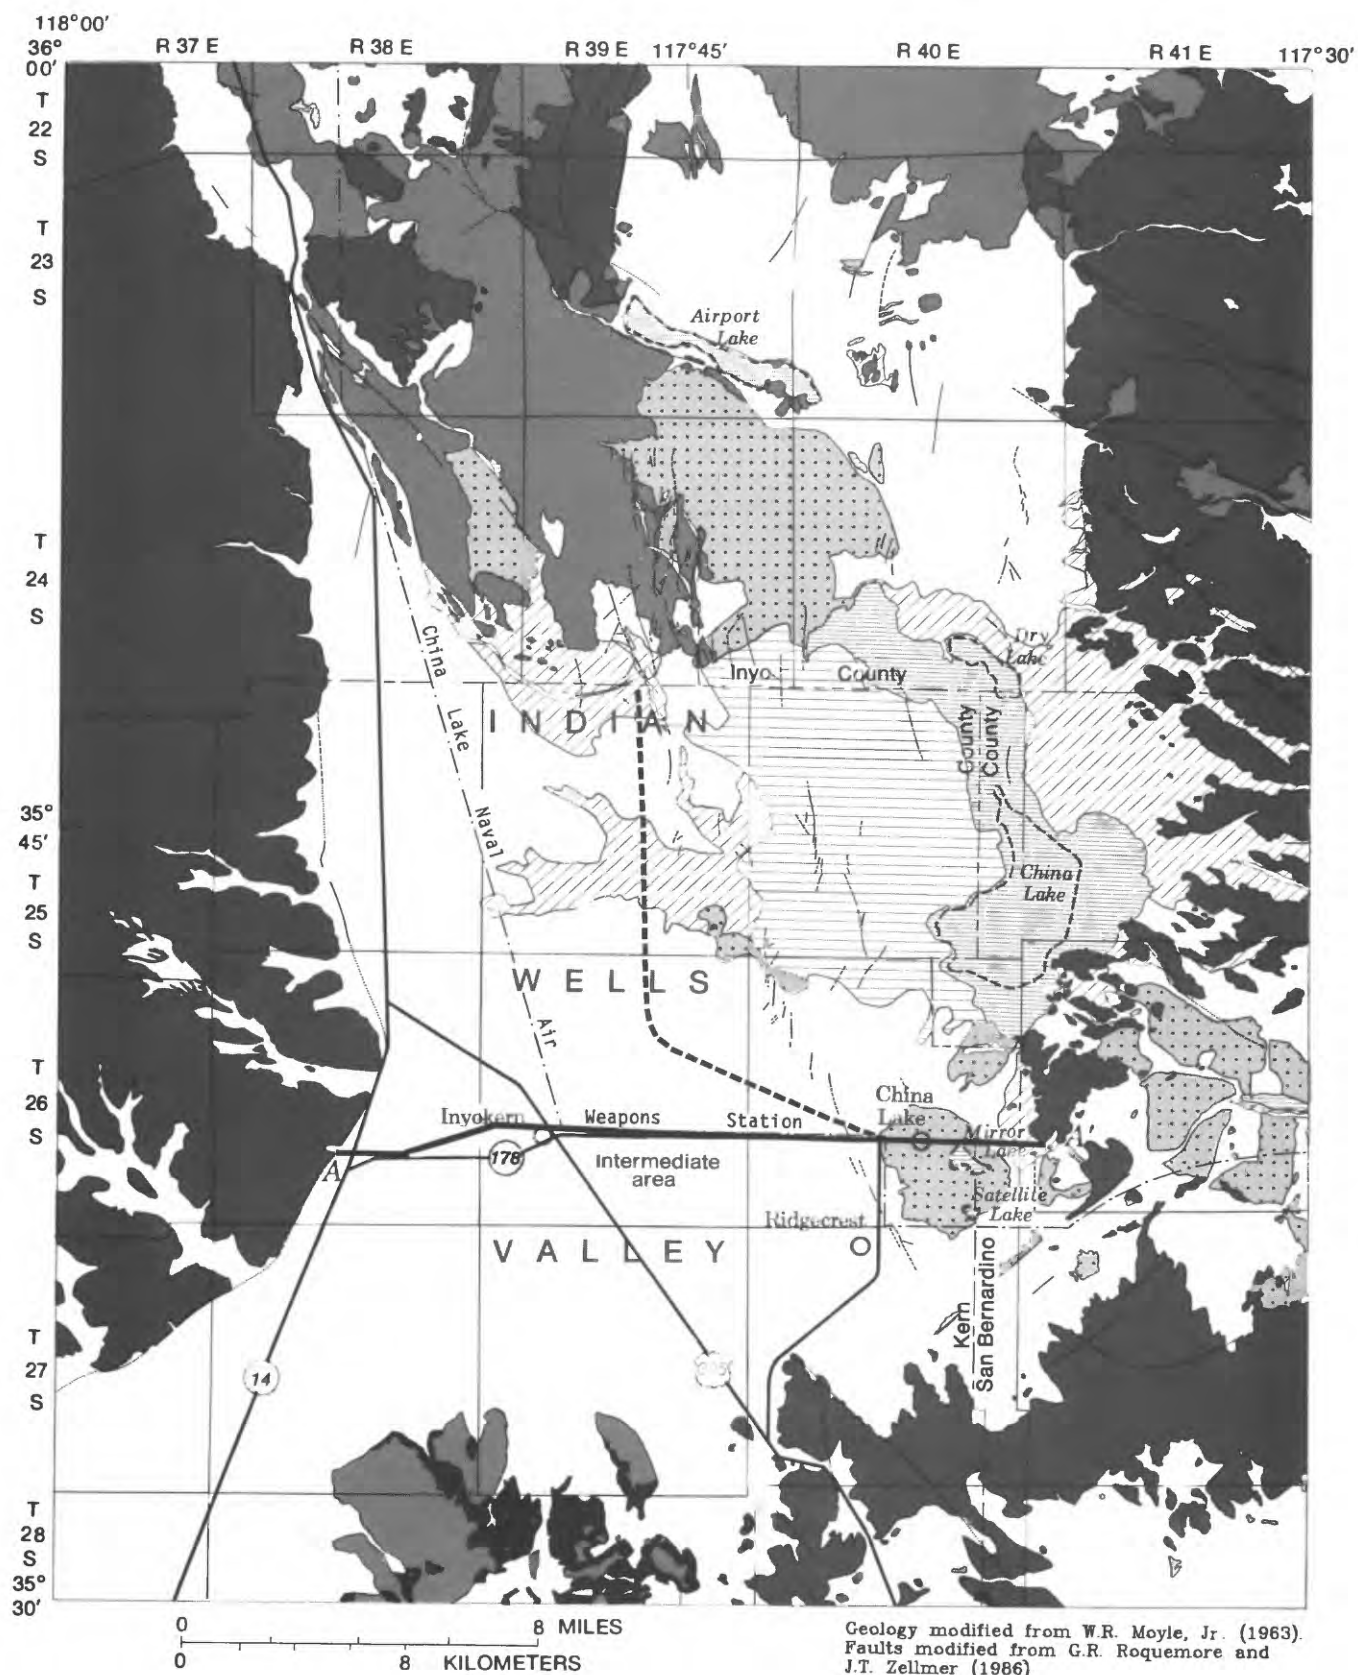 118°00'
36°
00'
R 37 E R 38 E R 39 E 117°45' R 40 E R 41 E 117°30'
T
22
S
T
23
S
Airport
Lake
T
24
S
China
Lake
Naval
Air
Weapons Station
Dry
Lake
Inyo County
INDIAN
County
County
35°
45'
T
25
S
China
Lake
WELLS
T
26
S
China
Lake
Inyokern
Mirror
Lake
A
A'
178
Intermediate
area
Satellite
Lake
Ridgecrest
VALLEY
Kern
San Bernardino
T
27
S
14
T
28
S
35°
30'
0 8 MILES
0 8 KILOMETERS
Geology modified from W.R. Moyle, Jr. (1963).
Faults modified from G.R. Roquemore and
J.T. Zellmer (1986)